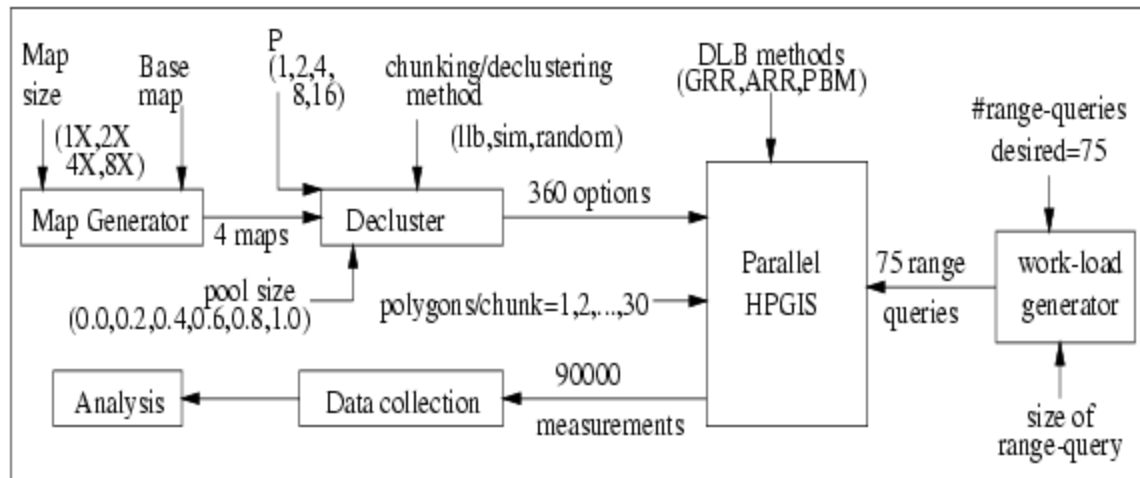 Map
size
(1X,2X
4X,8X)
Base
map
P
(1,2,4,
8,16)
chunking/declustering
method
(llb,sim,random)
DLB methods
(GRR,ARR,PBM)
#range-queries
desired=75
Map Generator
4 maps
Decluster
360 options
Parallel
HPGIS
75 range
queries
work-load
generator
pool size
(0.0,0.2,0.4,0.6,0.8,1.0)
polygons/chunk=1,2,...,30
Analysis
Data collection
90000
measurements
size of
range-query